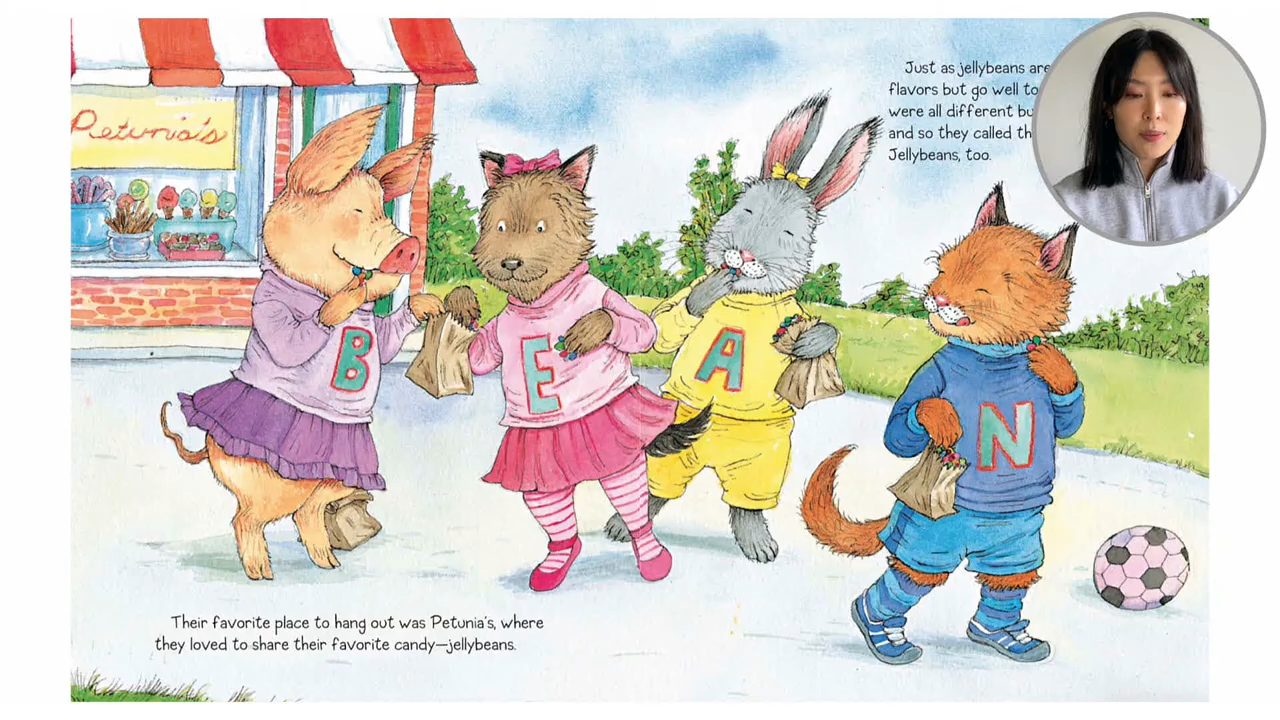 Petunia's
Just as jellybeans are
flavors but go well to
were all different bu
and so they called th
Jellybeans, too.
B
E
A
N
Their favorite place to hang out was Petunia's, where
they loved to share their favorite candy—jellybeans.